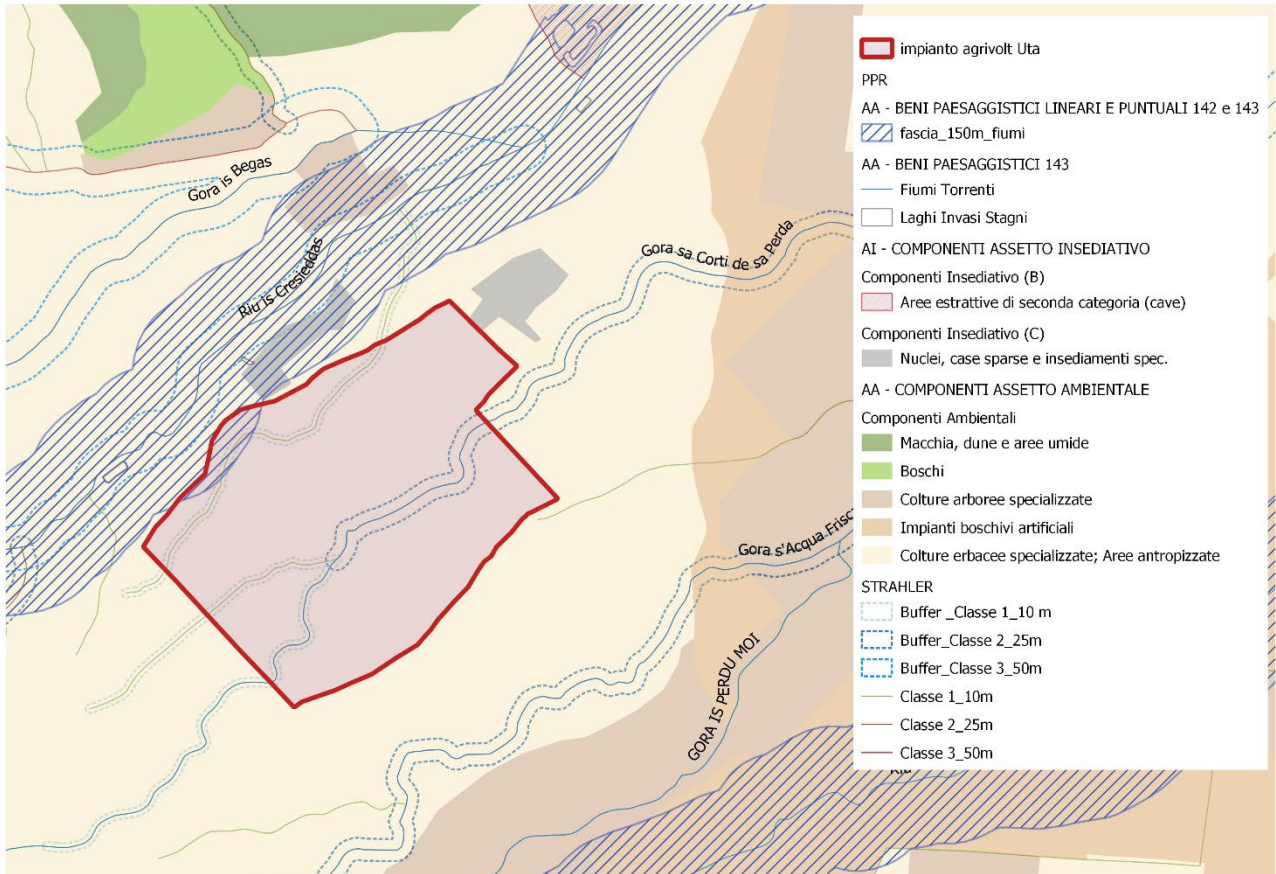 impianto agrivolt Uta
PPR
AA - BENI PAESAGGISTICI LINEARI E PUNTUALI 142 e 143
fascia_150m_fiumi
AA - BENI PAESAGGISTICI 143
Fiumi Torrenti
Laghi Invasi Stagni
AI - COMPONENTI ASSETTO INSEDIATIVO
Componenti Insediativo (B)
Aree estrattive di seconda categoria (cave)
Componenti Insediativo (C)
Nuclei, case sparse e insediamenti spec.
AA - COMPONENTI ASSETTO AMBIENTALE
Componenti Ambientali
Macchia, dune e aree umide
Boschi
Colture arboree specializzate
Impianti boschivi artificiali
Colture erbacee specializzate; Aree antropizzate
STRAHLER
Buffer _Classe 1_10 m
Buffer_Classe 2_25m
Buffer_Classe 3_50m
Classe 1_10m
Classe 2_25m
Classe 3_50m
Gora is Begas
Riu is Cresieddas
Gora sa Corti de sa Perda
Gora s'Acqua Frisc
GORA IS PERDU MOI